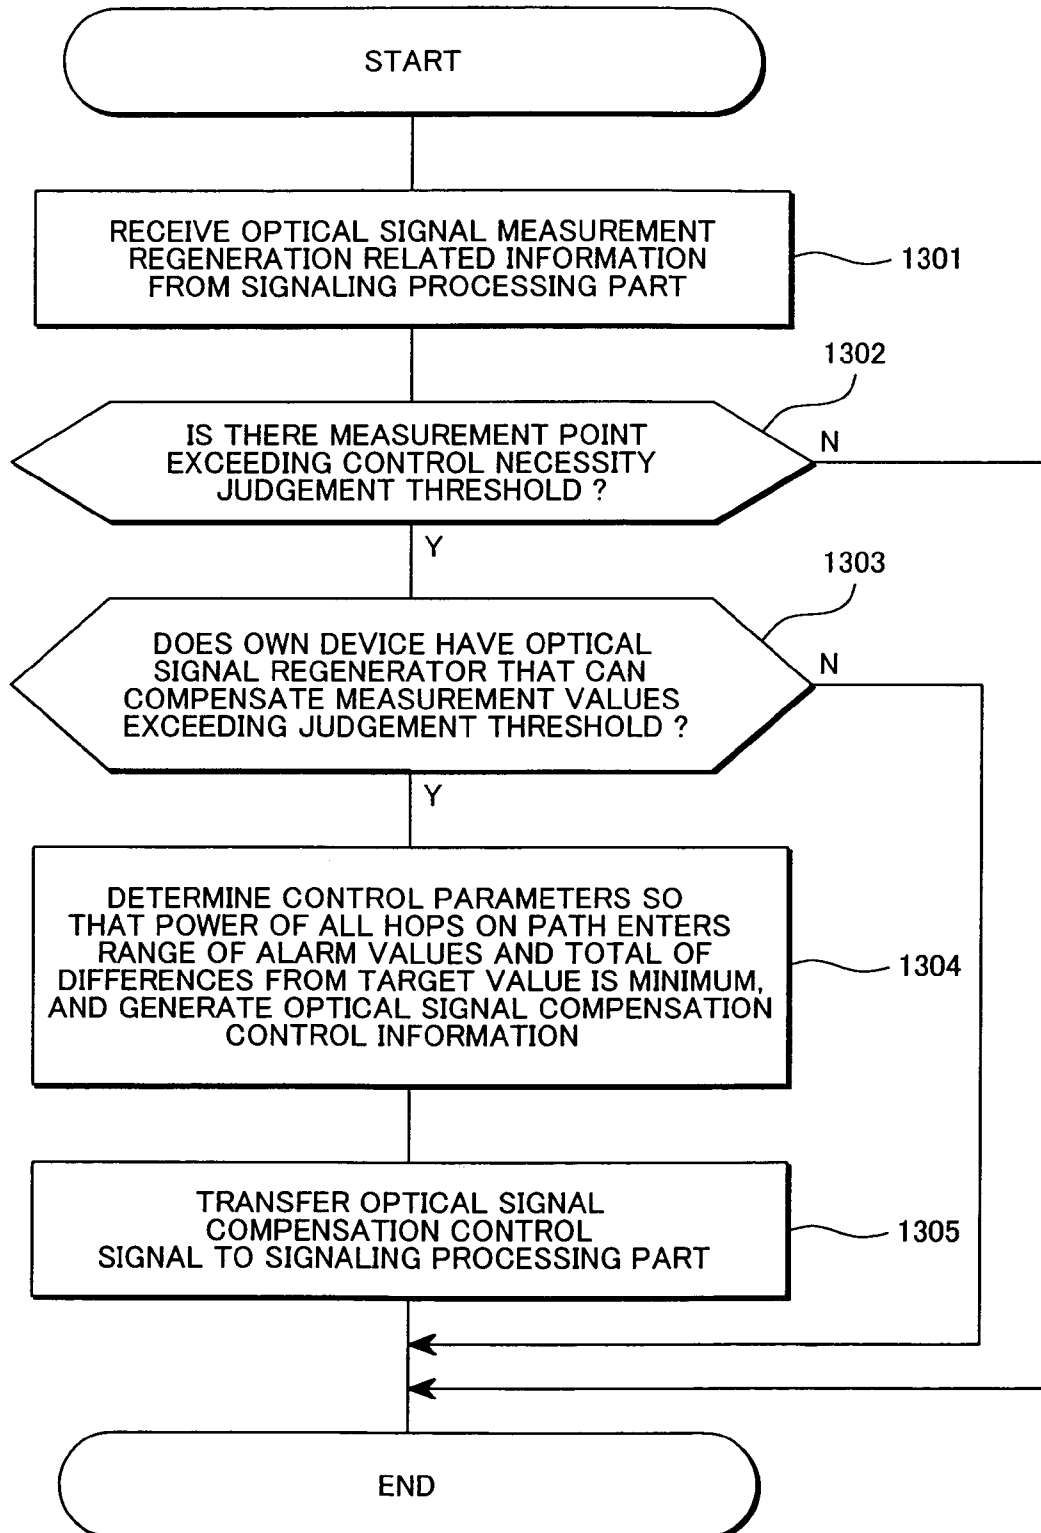 START
RECEIVE OPTICAL SIGNAL MEASUREMENT
REGENERATION RELATED INFORMATION
FROM SIGNALING PROCESSING PART
1301
1302
IS THERE MEASUREMENT POINT
EXCEEDING CONTROL NECESSITY
JUDGEMENT THRESHOLD ?
N
Y
1303
DOES OWN DEVICE HAVE OPTICAL
SIGNAL REGENERATOR THAT CAN
COMPENSATE MEASUREMENT VALUES
EXCEEDING JUDGEMENT THRESHOLD ?
N
Y
DETERMINE CONTROL PARAMETERS SO
THAT POWER OF ALL HOPS ON PATH ENTERS
RANGE OF ALARM VALUES AND TOTAL OF
DIFFERENCES FROM TARGET VALUE IS MINIMUM,
AND GENERATE OPTICAL SIGNAL COMPENSATION
CONTROL INFORMATION
1304
TRANSFER OPTICAL SIGNAL
COMPENSATION CONTROL
SIGNAL TO SIGNALING PROCESSING PART
1305
END